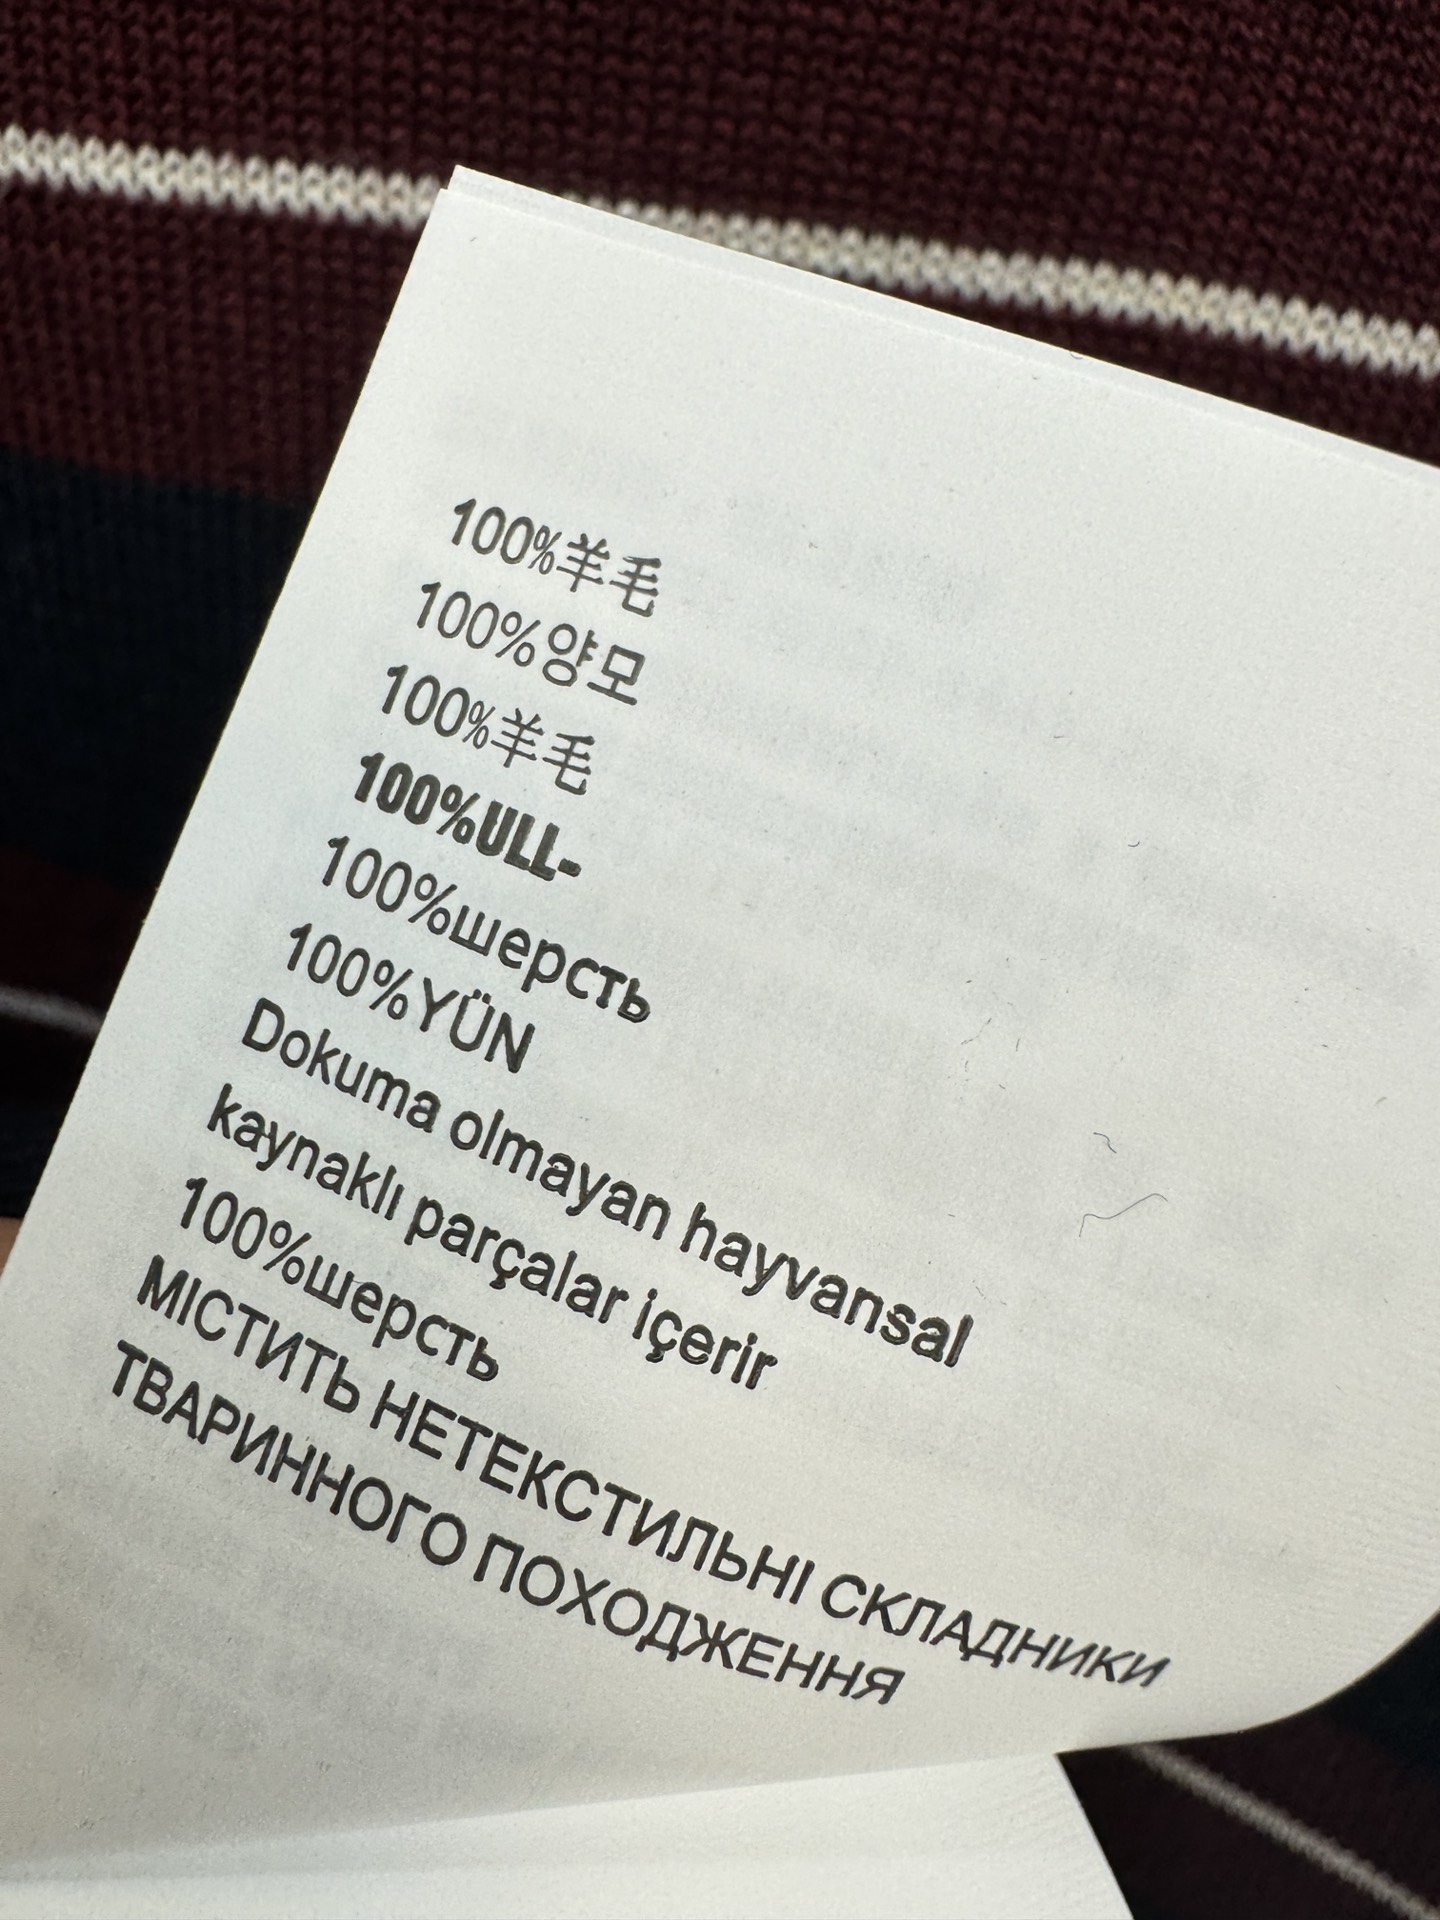 100%羊毛
100%양모
100%羊毛
100%ULL-
100%шерсть
100%YÜN
Dokuma olmayan hayvansal
kaynaklı parçalar içerir
100%шерсть
МІСТИТЬ НЕТЕКСТИЛЬНІ СКЛАДНИКИ
ТВАРИННОГО ПОХОДЖЕННЯ